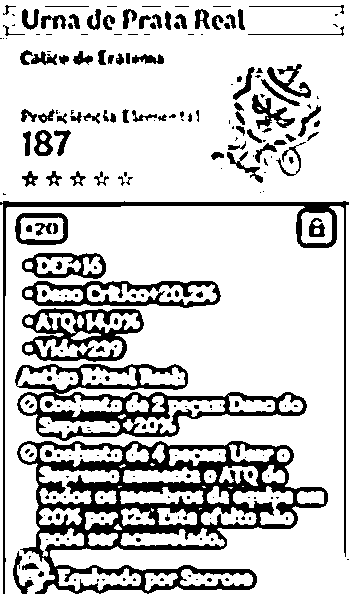 Urna de Prata Real
Cálice de Eratema
Proficiência Elemental
187
+20
DEF+16
Dano Crítico+20,2%
ATQ+14,0%
Vida+239
Antigo Ritual Real:
Conjunto de 2 peças: Dano do
Supremo +20%
Conjunto de 4 peças: Usar o
Supremo aumenta o ATQ de
todos os membros da equipe em
20% por 12s. Este efeito não
pode ser acumulado.
Equipado por Sucrose